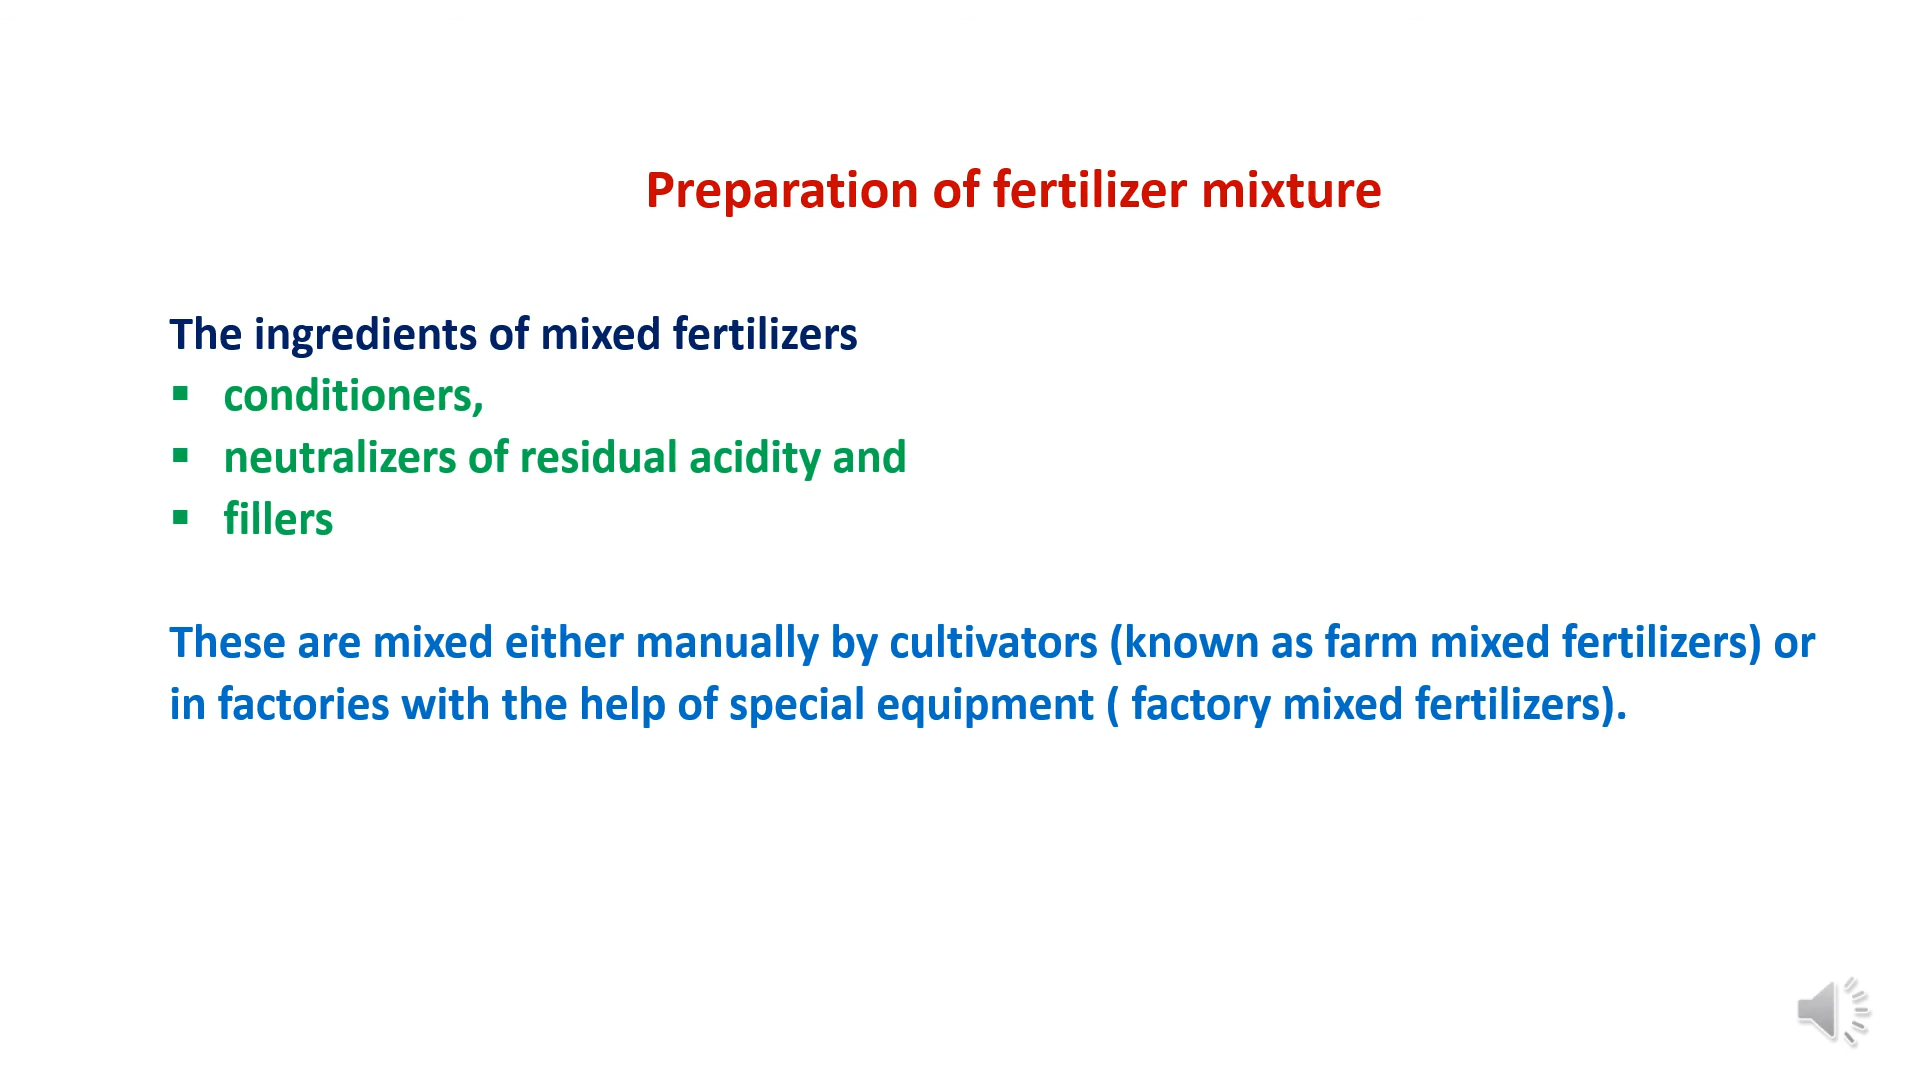 Preparation of fertilizer mixture
The ingredients of mixed fertilizers
▪ conditioners,
▪ neutralizers of residual acidity and
▪ fillers
These are mixed either manually by cultivators (known as farm mixed fertilizers) or
in factories with the help of special equipment ( factory mixed fertilizers).